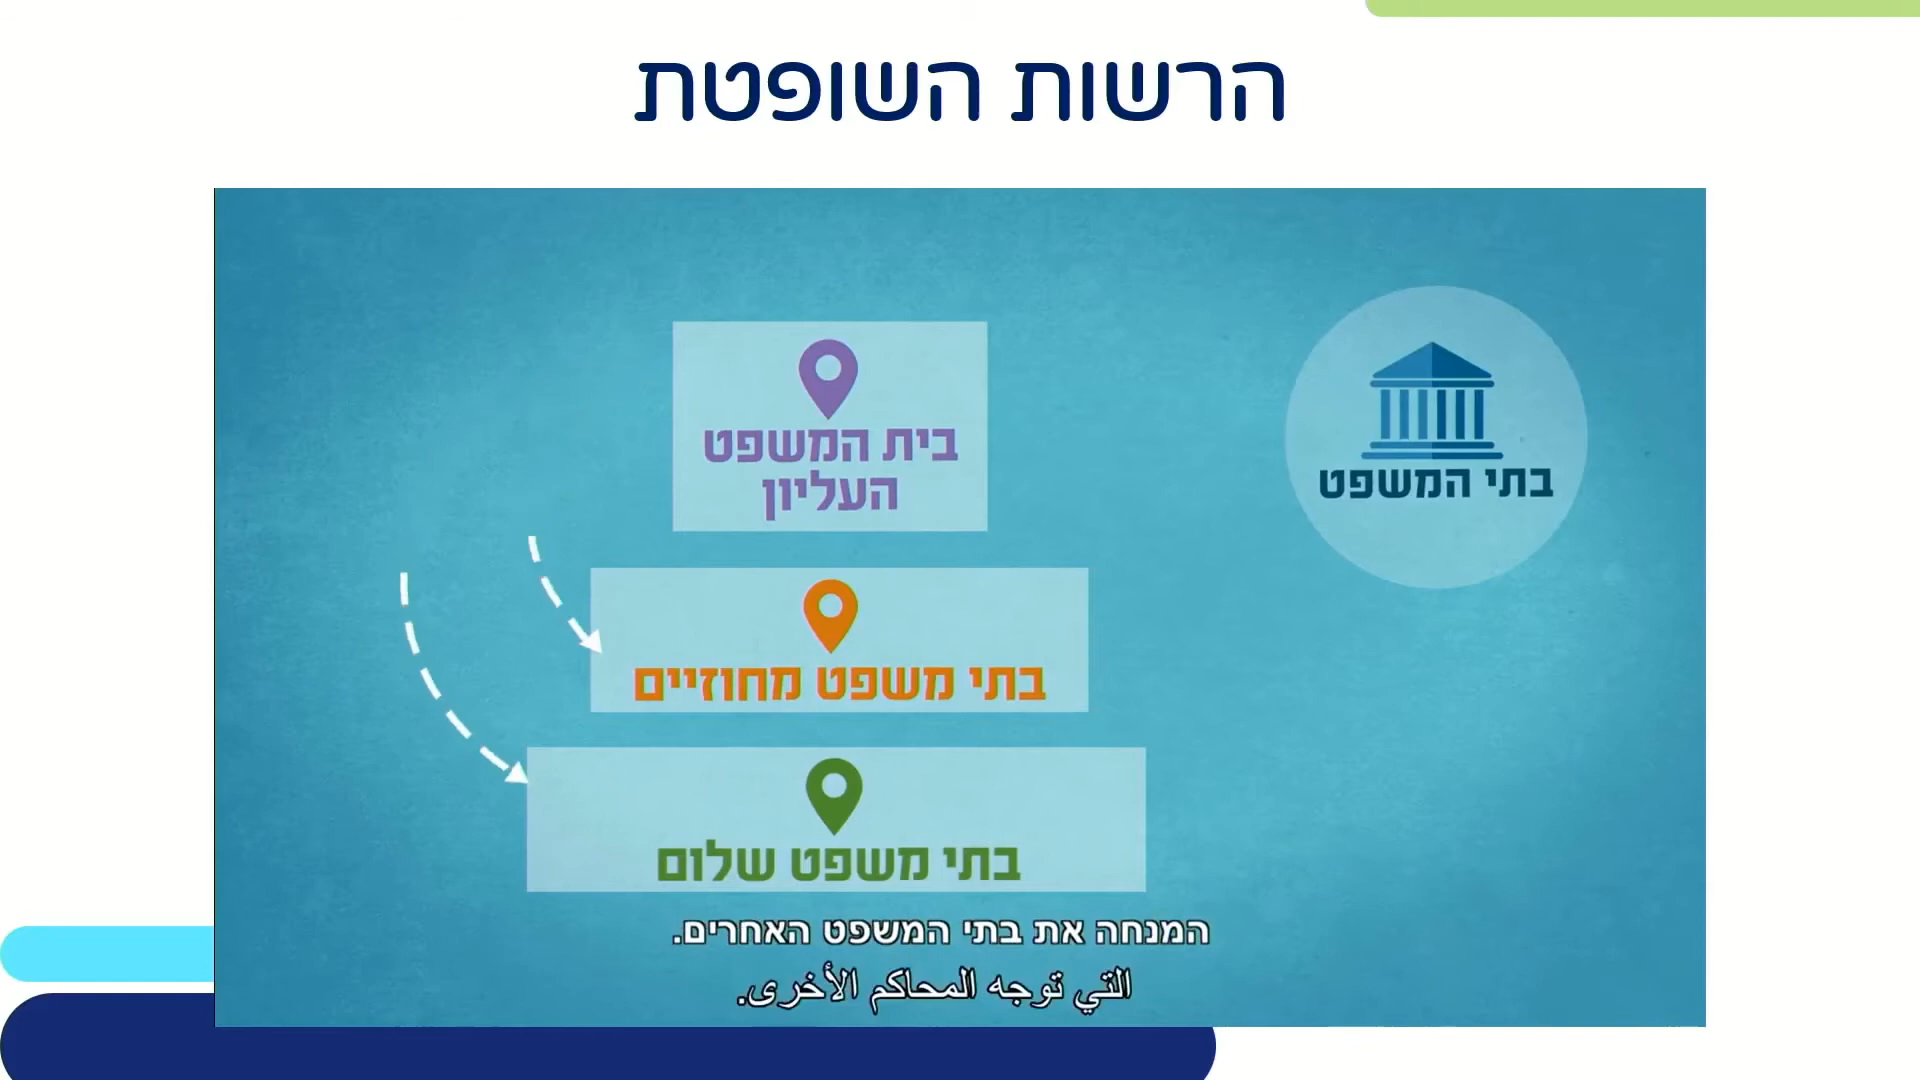 הרשות השופטת
בתי המשפט
בית המשפט
העליון
בתי משפט מחוזיים
בתי משפט שלום
המנחה את בתי המשפט האחרים.
التي توجه المحاكم الأخرى.